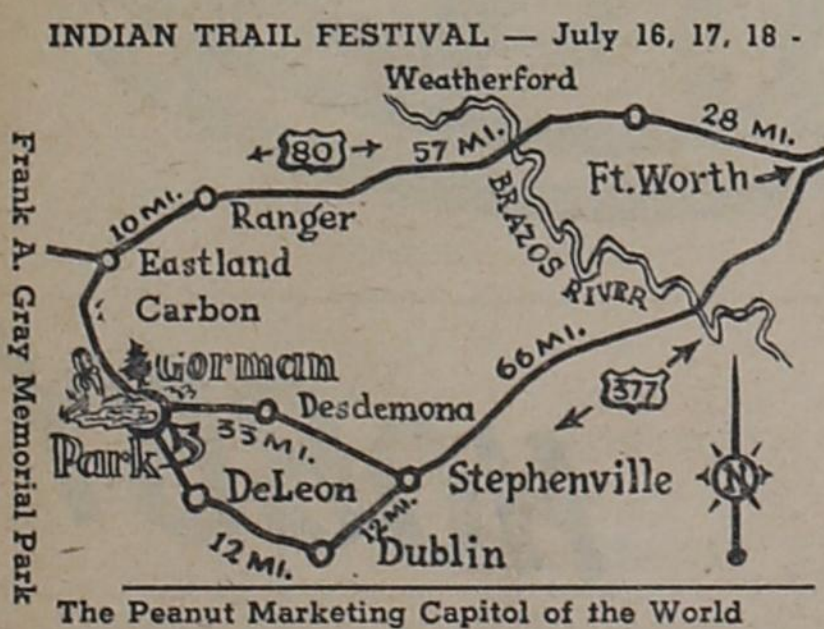 INDIAN TRAIL FESTIVAL — July 16, 17, 18 -
Weatherford
28 MI.
80
57 MI.
Ft. Worth
10 MI.
Ranger
BRAZOS RIVER
Eastland
Carbon
66 MI.
Gorman
377
Desdemona
33 MI.
Park
DeLeon
Stephenville
N
12 MI.
12 MI.
Dublin
Frank A. Gray Memorial Park
The Peanut Marketing Capitol of the World